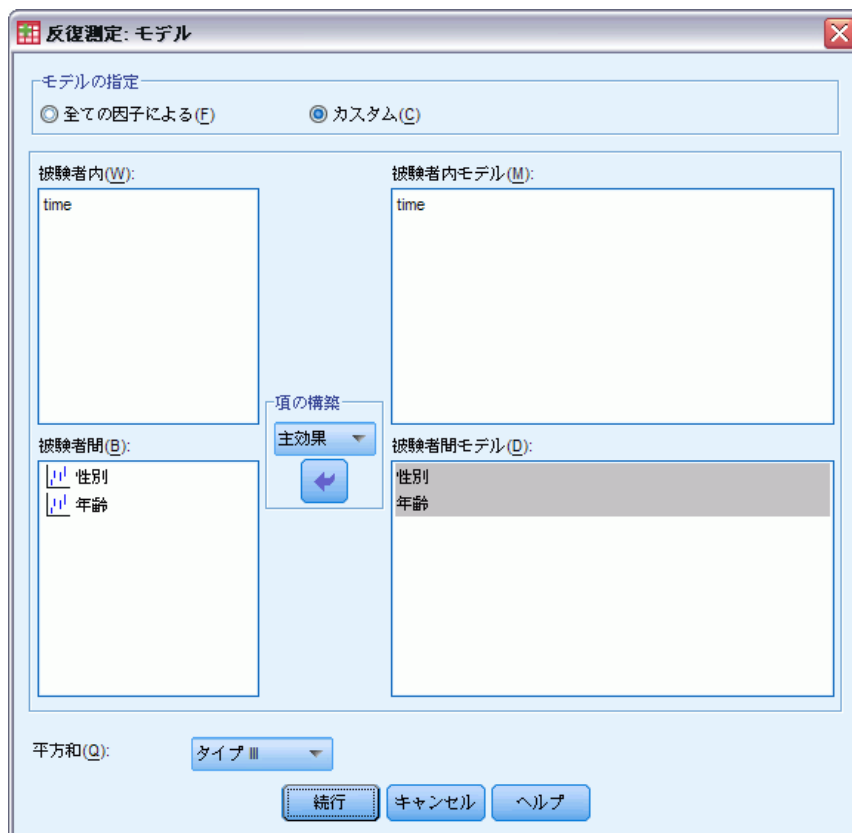 反復測定: モデル
モデルの指定
全ての因子による(F)
カスタム(C)
被験者内(W):
time
被験者内モデル(M):
time
項の構築
主効果
被験者間(B):
性別
年齢
被験者間モデル(D):
性別
年齢
平方和(Q):
タイプ III
続行
キャンセル
ヘルプ